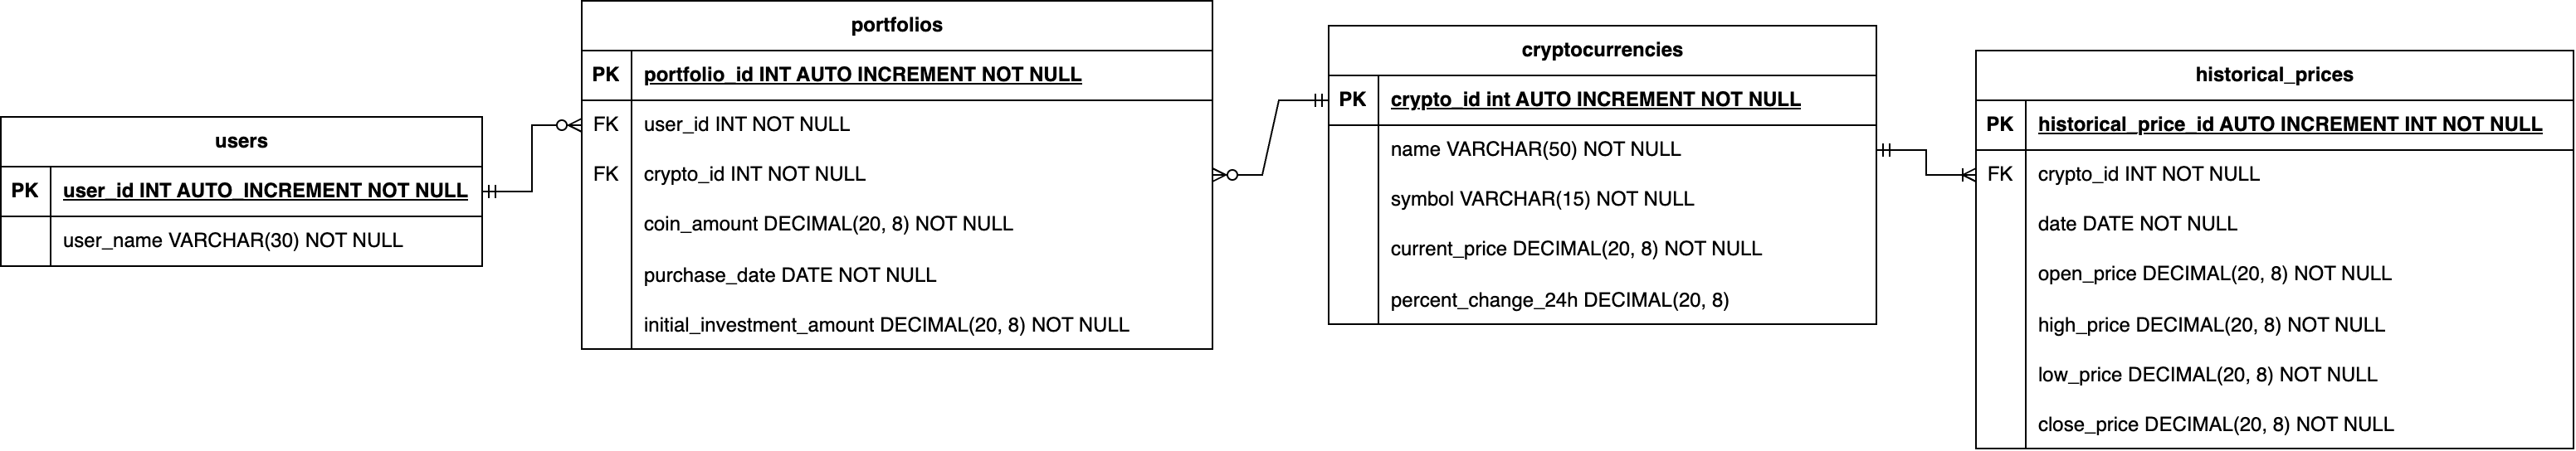 users
PK user_id INT AUTO_INCREMENT NOT NULL
user_name VARCHAR(30) NOT NULL
portfolios
PK portfolio_id INT AUTO INCREMENT NOT NULL
FK user_id INT NOT NULL
FK crypto_id INT NOT NULL
coin_amount DECIMAL(20, 8) NOT NULL
purchase_date DATE NOT NULL
initial_investment_amount DECIMAL(20, 8) NOT NULL
cryptocurrencies
PK crypto_id int AUTO INCREMENT NOT NULL
name VARCHAR(50) NOT NULL
symbol VARCHAR(15) NOT NULL
current_price DECIMAL(20, 8) NOT NULL
percent_change_24h DECIMAL(20, 8)
historical_prices
PK historical_price_id AUTO INCREMENT INT NOT NULL
FK crypto_id INT NOT NULL
date DATE NOT NULL
open_price DECIMAL(20, 8) NOT NULL
high_price DECIMAL(20, 8) NOT NULL
low_price DECIMAL(20, 8) NOT NULL
close_price DECIMAL(20, 8) NOT NULL